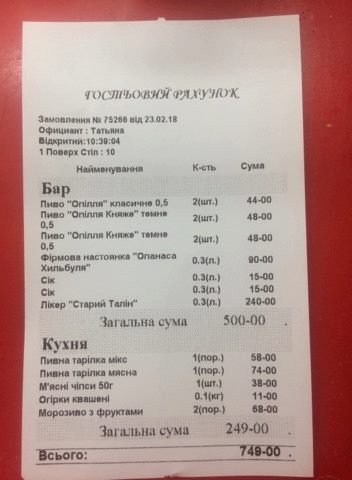 ГОСТЬОВИЙ РАХУНОК
Замовлення № 75266 від 23.02.18
Официант : Татьяна
Відкритий:10:39:04
1 Поверх Стіл : 10
Найменування К-сть Сума
Бар
Пиво "Опілля" класичне 0,5 2(шт.) 44-00
Пиво "Опілля Княже" темне 2(шт.) 48-00
0,5
Пиво "Опілля Княже" темне 2(шт.) 48-00
0,5
Фірмова настоянка "Опанаса 0.3(л.) 90-00
Хильбуля"
Сік 0.3(л.) 15-00
Сік 0.3(л.) 15-00
Лікер "Старий Талін" 0.3(л.) 240-00
Загальна сума 500-00 .
Кухня
Пивна тарілка мікс 1(пор.) 58-00
Пивна тарілка мясна 1(пор.) 74-00
М'ясні чіпси 50г 1(шт.) 38-00
Огірки квашені 0.1(кг) 11-00
Морозиво з фруктами 2(пор.) 68-00
Загальна сума 249-00 .
Всього: 749-00 .